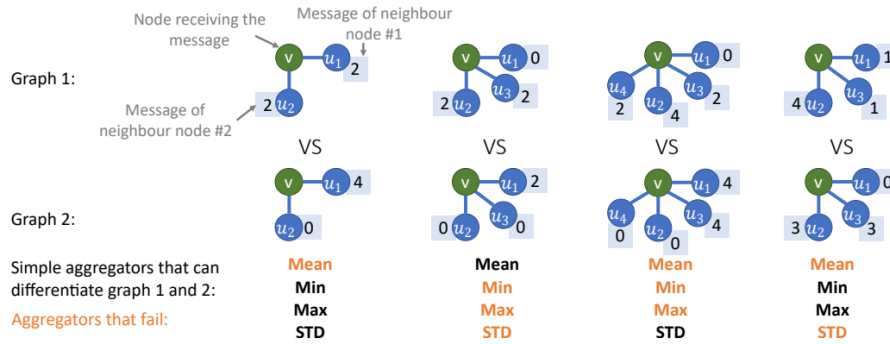 Node receiving the message
Message of neighbour node #1
Graph 1:
v u₁ 2
2 u₂
Message of neighbour node #2
v u₁ 0
u₃ 2
2 u₂
v u₁ 0
u₄ 2
u₂ 4
u₃ 2
v u₁ 1
4 u₂
u₃ 1
VS VS VS VS
Graph 2:
v u₁ 4
u₂ 0
v u₁ 2
0 u₂
u₃ 0
v u₁ 4
u₄ 0
u₂ 0
u₃ 4
v u₁ 0
3 u₂
u₃ 3
Simple aggregators that can
differentiate graph 1 and 2:
Aggregators that fail:
Mean Mean Mean Mean
Min Min Min Min
Max Max Max Max
STD STD STD STD